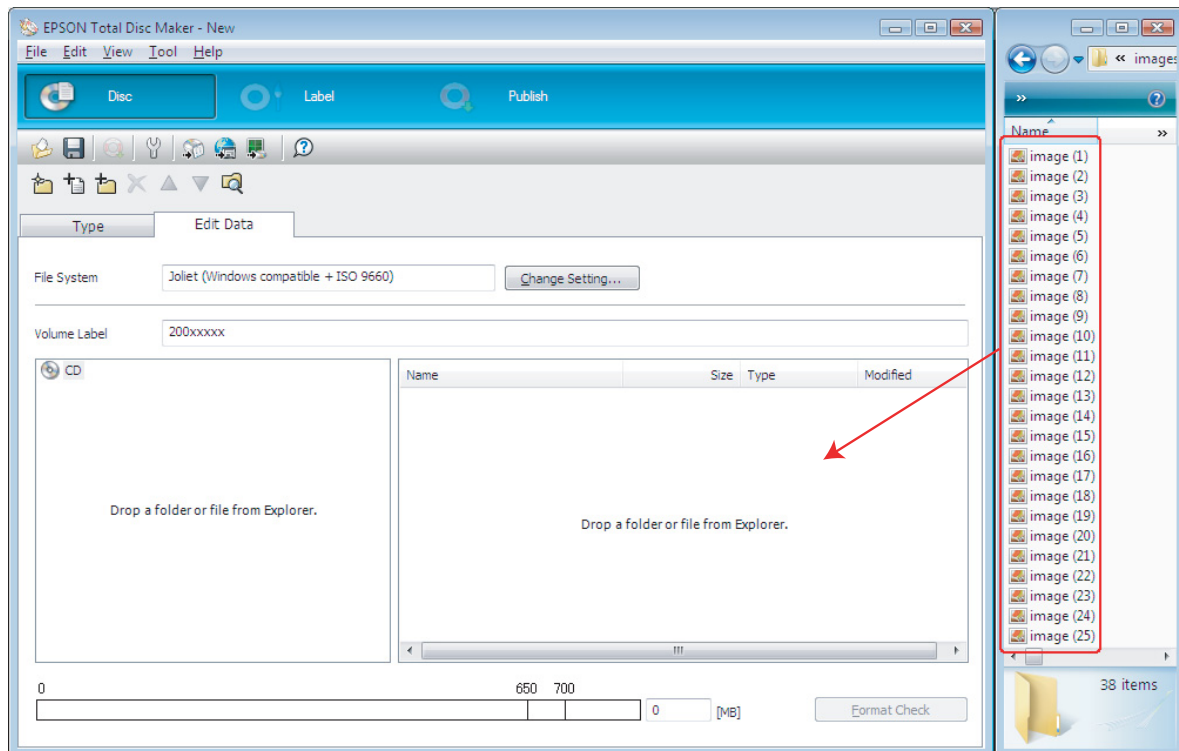 EPSON Total Disc Maker - New
File Edit View Tool Help
Disc Label Publish
Type Edit Data
File System Joliet (Windows compatible + ISO 9660) Change Setting...
Volume Label 200xxxxx
CD
Drop a folder or file from Explorer.
Name Size Type Modified
Drop a folder or file from Explorer.
0 650 700
0 [MB] Format Check
« images
»
Name »
image (1)
image (2)
image (3)
image (4)
image (5)
image (6)
image (7)
image (8)
image (9)
image (10)
image (11)
image (12)
image (13)
image (14)
image (15)
image (16)
image (17)
image (18)
image (19)
image (20)
image (21)
image (22)
image (23)
image (24)
image (25)
38 items